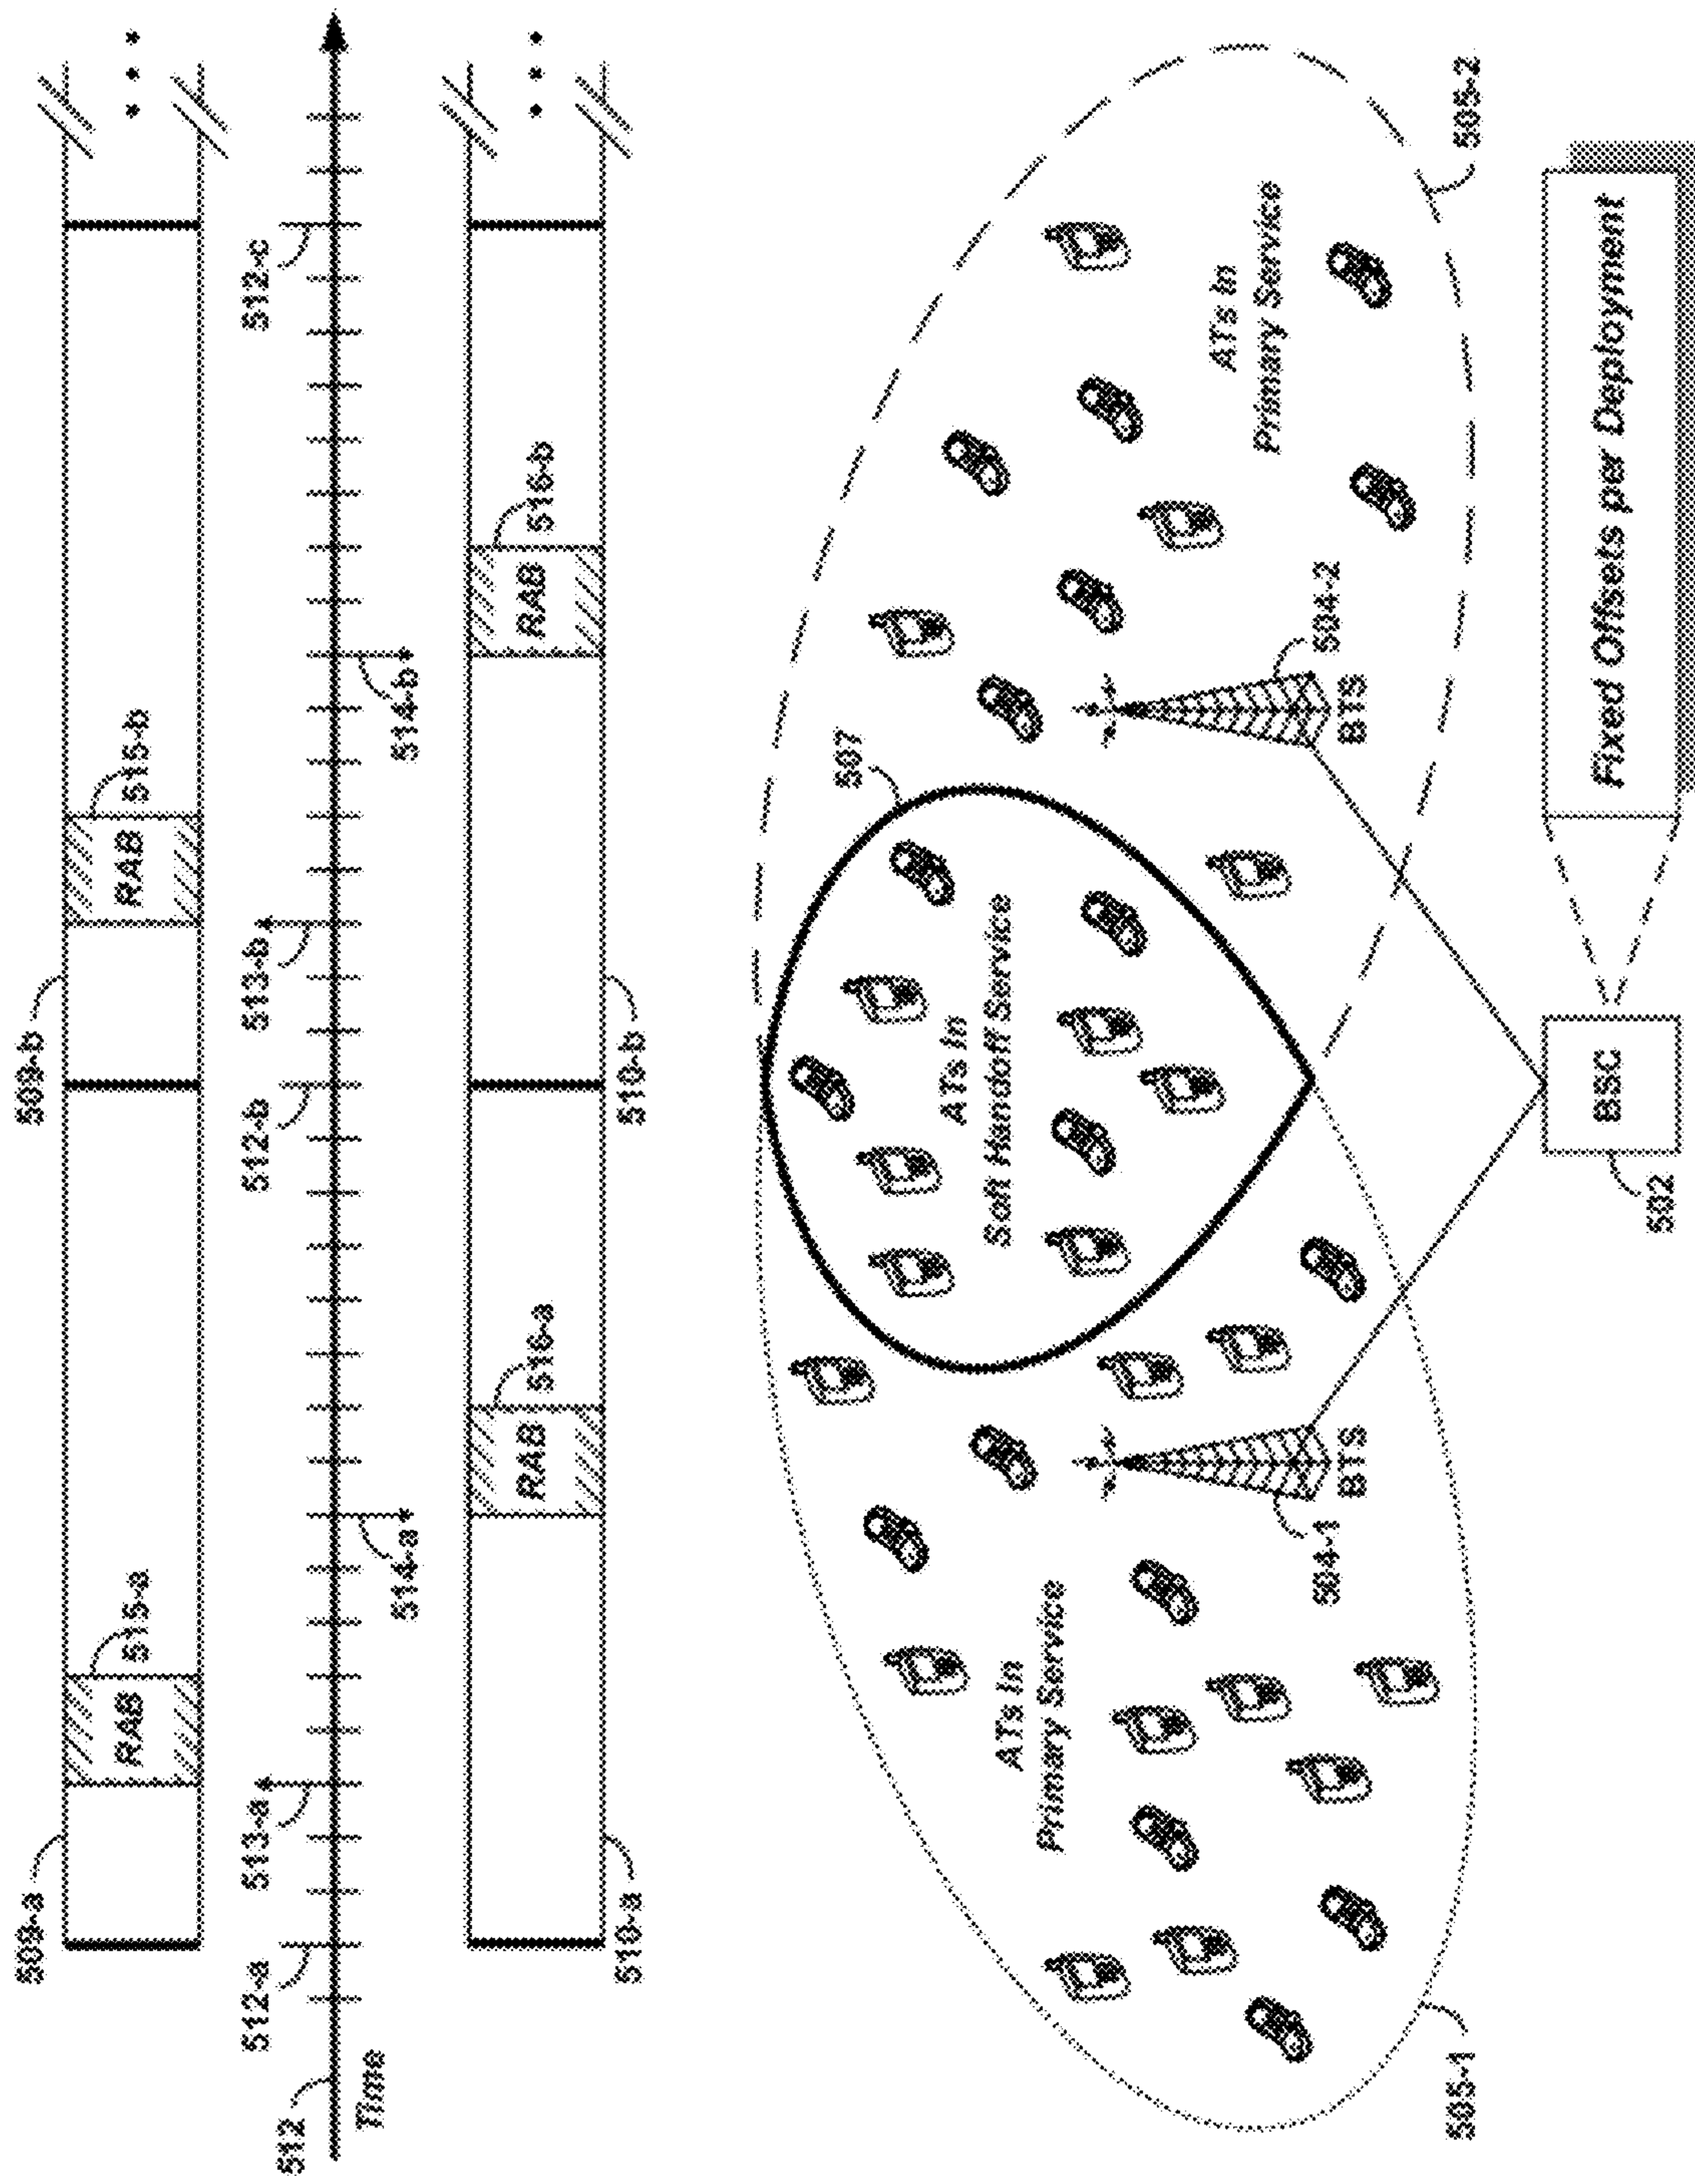 509-a
509-b
RAB
515-a
RAB
515-b
512-a
513-a
512-b
513-b
512-c
512
Time
514-a
514-b
RAB
516-a
RAB
516-b
510-a
510-b
507
ATs In
Soft Handoff Service
ATs In
Primary Service
ATs In
Primary Service
504-1
BTS
504-2
BTS
505-1
505-2
502
BSC
Fixed Offsets per Deployment